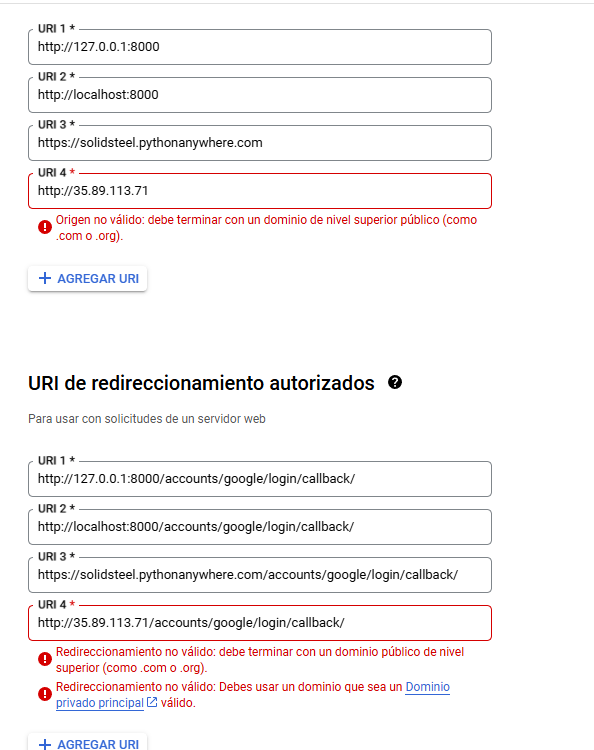 URI 1 *
http://127.0.0.1:8000
URI 2 *
http://localhost:8000
URI 3 *
https://solidsteel.pythonanywhere.com
URI 4 *
http://35.89.113.71
Origen no válido: debe terminar con un dominio de nivel superior público (como
.com o .org).
+ AGREGAR URI
URI de redireccionamiento autorizados ?
Para usar con solicitudes de un servidor web
URI 1 *
http://127.0.0.1:8000/accounts/google/login/callback/
URI 2 *
http://localhost:8000/accounts/google/login/callback/
URI 3 *
https://solidsteel.pythonanywhere.com/accounts/google/login/callback/
URI 4 *
http://35.89.113.71/accounts/google/login/callback/
Redireccionamiento no válido: debe terminar con un dominio público de nivel
superior (como .com o .org).
Redireccionamiento no válido: Debes usar un dominio que sea un Dominio
privado principal válido.
+ AGREGAR URI